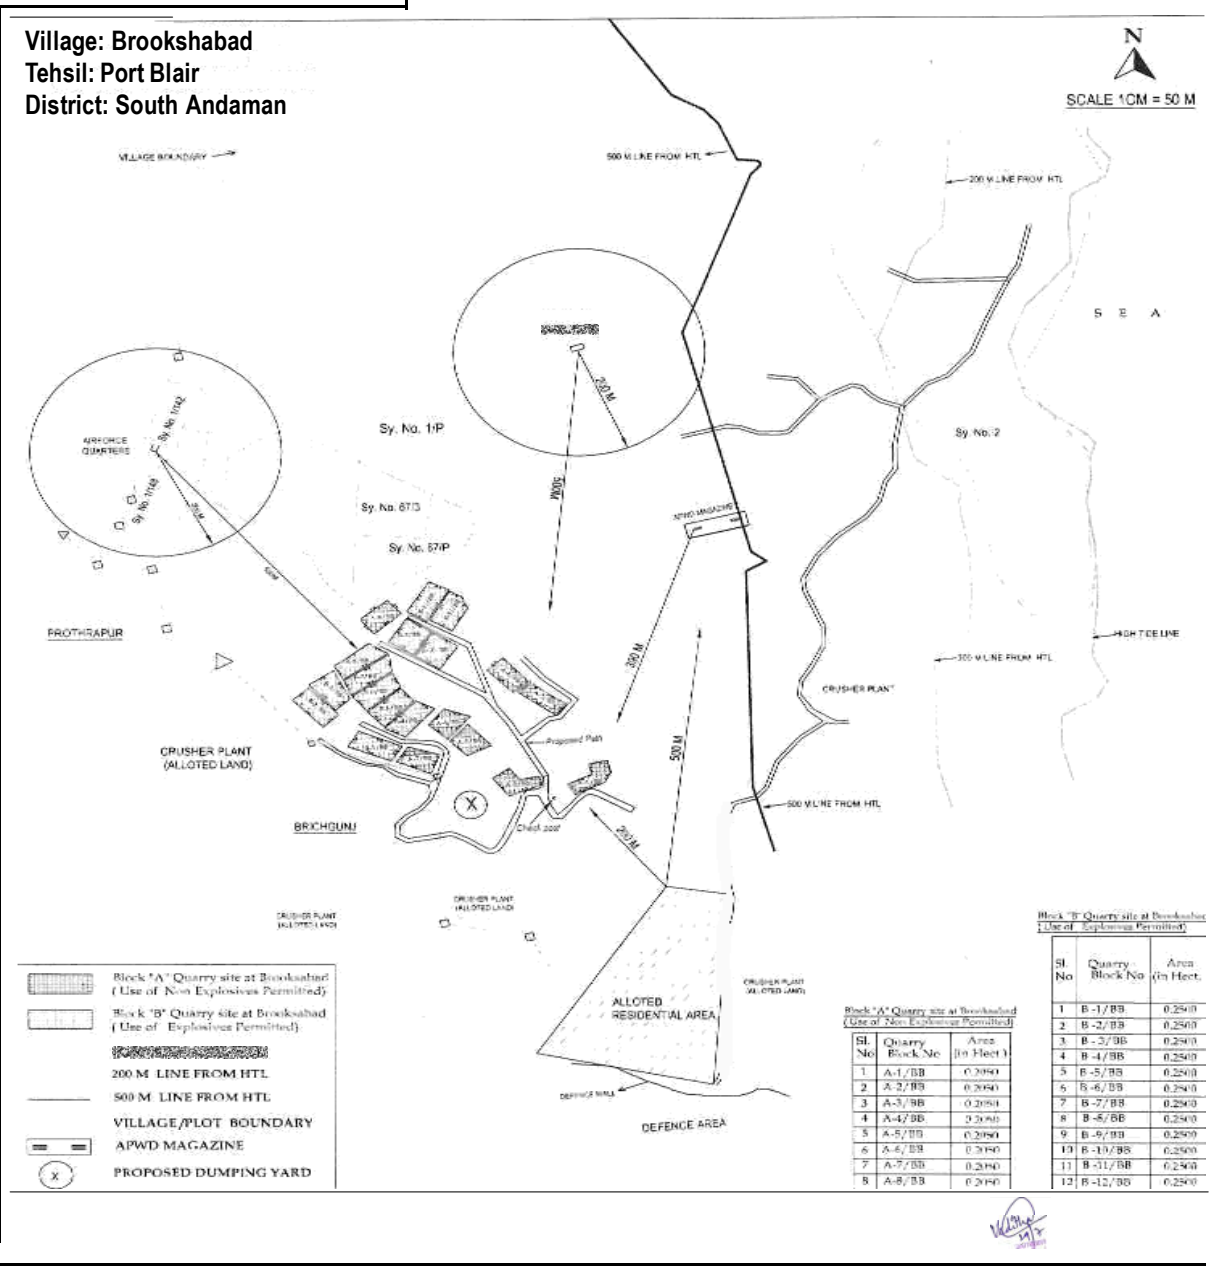 Village: Brookshabad
Tehsil: Port Blair
District: South Andaman
N
SCALE 1CM = 50 M
VILLAGE BOUNDARY
500 M LINE FROM HTL
200 M LINE FROM HTL
S E A
200 M
AIRFORCE
QUARTERS
Sy. No. 1/142
Sy. No. 1/P
Sy. No. 2
Sy. No. 1/148
500M
Sy. No. 67/3
APWD MAGAZINE
Sy. No. 67/P
PROTHRAPUR
HIGH TIDE LINE
M LINE FROM HTL
CRUSHER PLANT
Proposed Path
500 M
CRUSHER PLANT
(ALLOTED LAND)
500 M LINE FROM HTL
X
BRICHGUNJ
Check post
200 M
CRUSHER PLANT
(ALLOTED LAND)
CRUSHER PLANT
(ALLOTED LAND)
CRUSHER PLANT
(ALLOTED LAND)
ALLOTED
RESIDENTIAL AREA
DEFENCE WALL
DEFENCE AREA
Block "A" Quarry site at Brooksabad
( Use of Non Explosives Permitted)
Block "B" Quarry site at Brooksabad
( Use of Explosives Permitted)
200 M LINE FROM HTL
500 M LINE FROM HTL
VILLAGE/PLOT BOUNDARY
APWD MAGAZINE
X PROPOSED DUMPING YARD
Block "A" Quarry site at Brooksabad
( Use of Non Explosives Permitted)
Sl. No Quarry Block No Area (in Hect.)
1 A-1/BB 0.2050
2 A-2/BB 0.2050
3 A-3/BB 0.2050
4 A-4/BB 0.2050
5 A-5/BB 0.2050
6 A-6/BB 0.2050
7 A-7/BB 0.2050
8 A-8/BB 0.2050
Block "B" Quarry site at Brooksabad
( Use of Explosives Permitted)
Sl. No Quarry Block No Area (in Hect.
1 B -1/BB 0.2500
2 B -2/BB 0.2500
3 B - 3/BB 0.2500
4 B -4/BB 0.2500
5 B -5/BB 0.2500
6 B -6/BB 0.2500
7 B -7/BB 0.2500
8 B -8/BB 0.2500
9 B -9/BB 0.2500
10 B -10/BB 0.2500
11 B -11/BB 0.2500
12 B -12/BB 0.2500